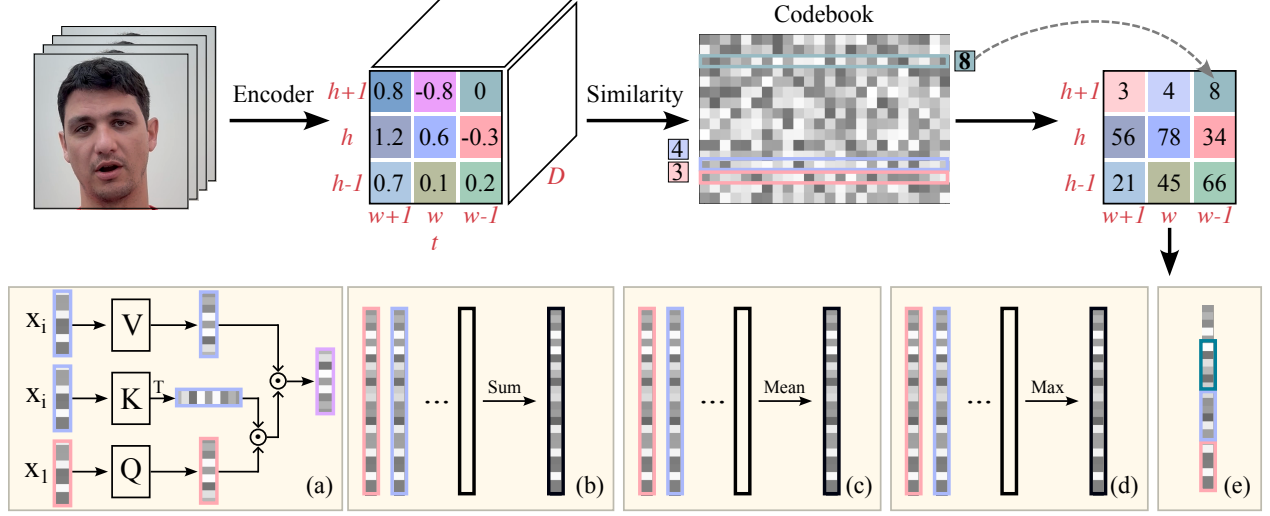 Codebook
Encoder
Similarity
h+1 0.8 -0.8 0
h 1.2 0.6 -0.3
h-1 0.7 0.1 0.2
w+1 w w-1
t
D
8
4
3
h+1 3 4 8
h 56 78 34
h-1 21 45 66
w+1 w w-1
x_i V
x_i K T
x_1 Q
(a)
... Sum
(b)
... Mean
(c)
... Max
(d)
(e)